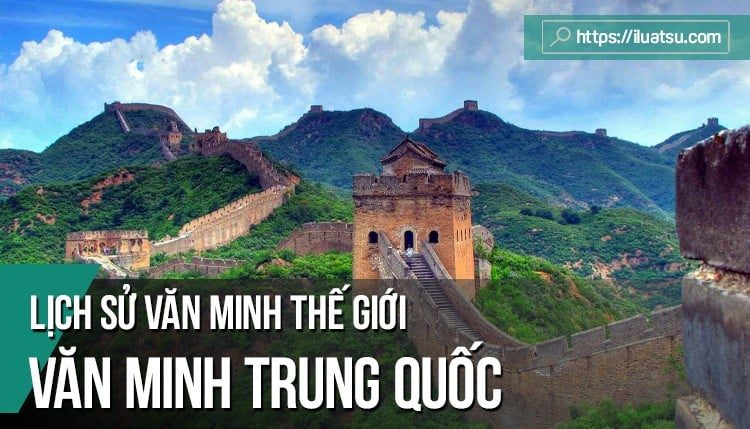 https://iluatsu.com
LỊCH SỬ VĂN MINH THẾ GIỚI
VĂN MINH TRUNG QUỐC